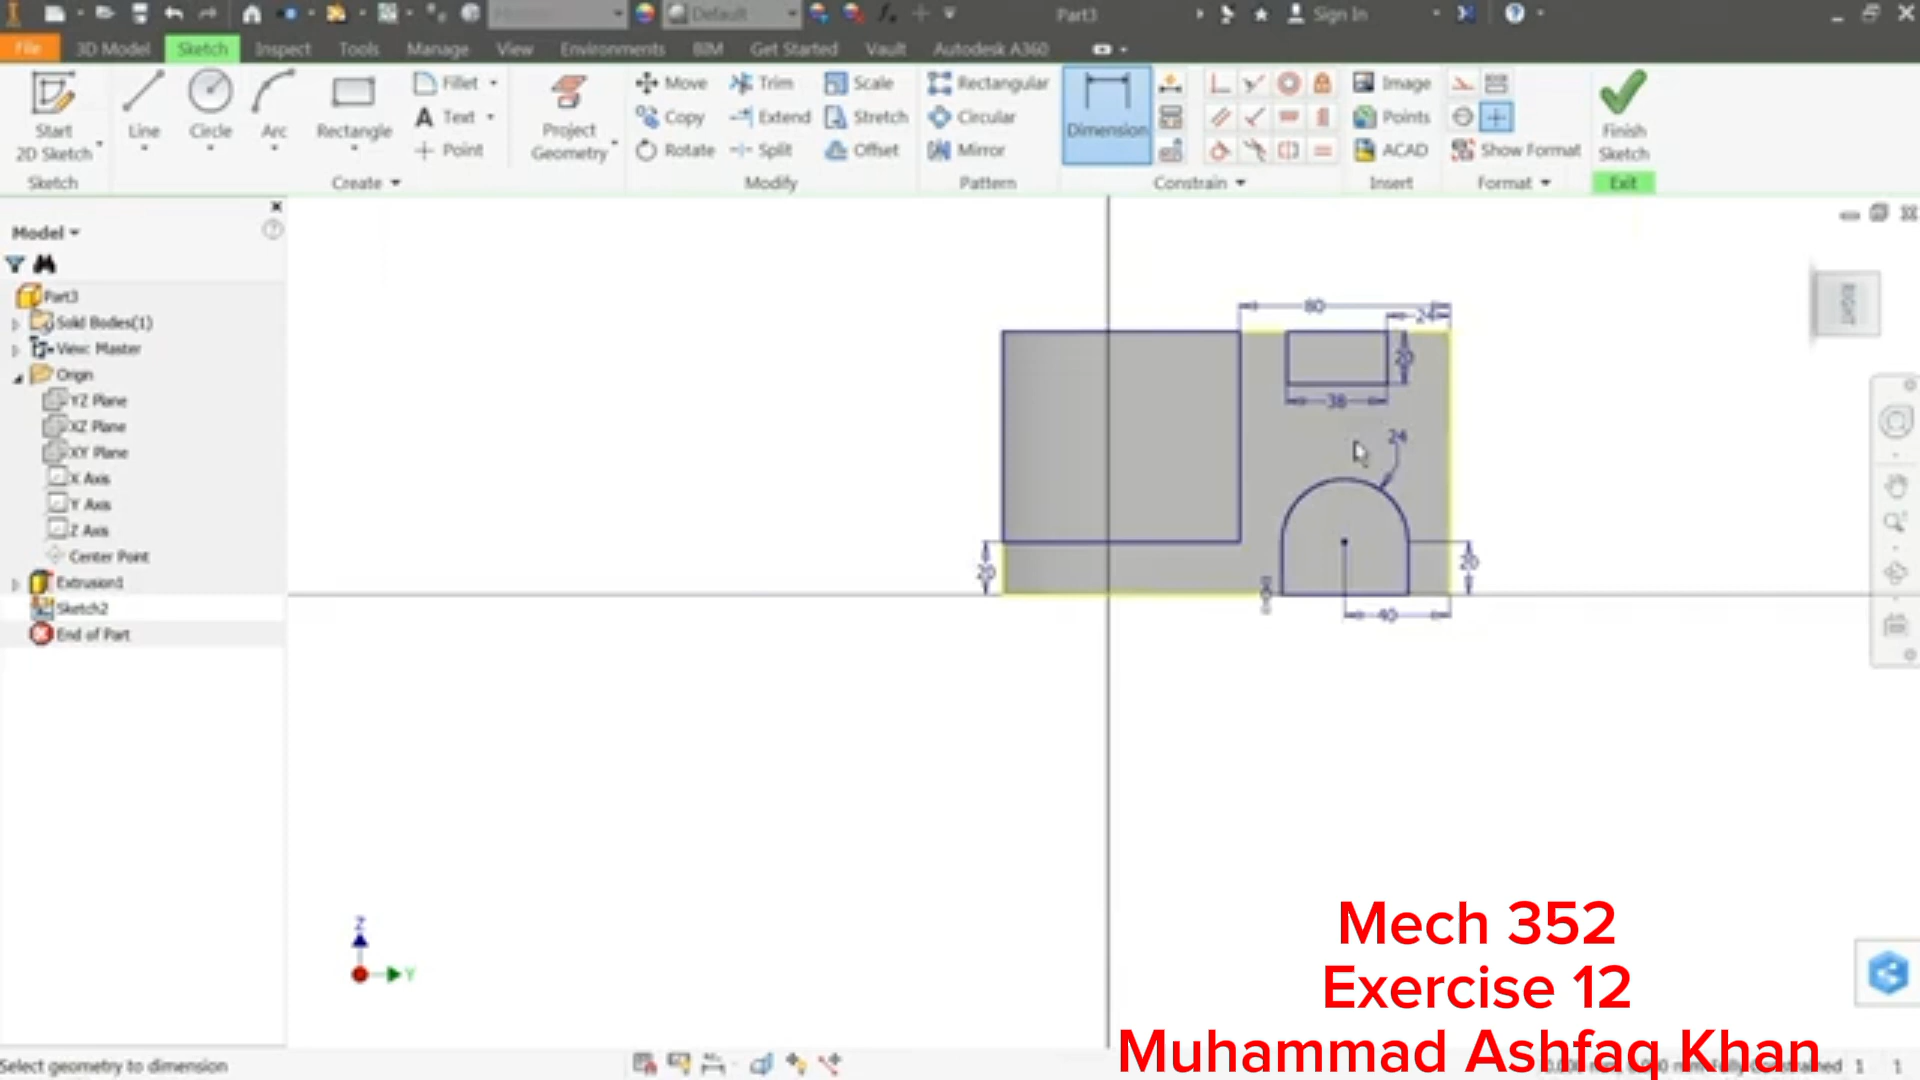 Default
Part3
Sign In
File 3D Model Sketch Inspect Tools Manage View Environments BIM Get Started Vault Autodesk A360
Start
2D Sketch
Line
Circle
Arc
Rectangle
Fillet
Text
Point
Project
Geometry
Move
Copy
Rotate
Trim
Extend
Split
Scale
Stretch
Offset
Rectangular
Circular
Mirror
Dimension
Image
Points
ACAD
Show Format
Finish
Sketch
Sketch Create Modify Pattern Constrain Insert Format Exit
Model
Part3
Solid Bodies(1)
View: Master
Origin
YZ Plane
XZ Plane
XY Plane
X Axis
Y Axis
Z Axis
Center Point
Extrusion1
Sketch2
End of Part
RIGHT
80
24
20
38
24
20
20
40
Z
Y
Mech 352
Exercise 12
Muhammad Ashfaq Khan
Select geometry to dimension
1 1